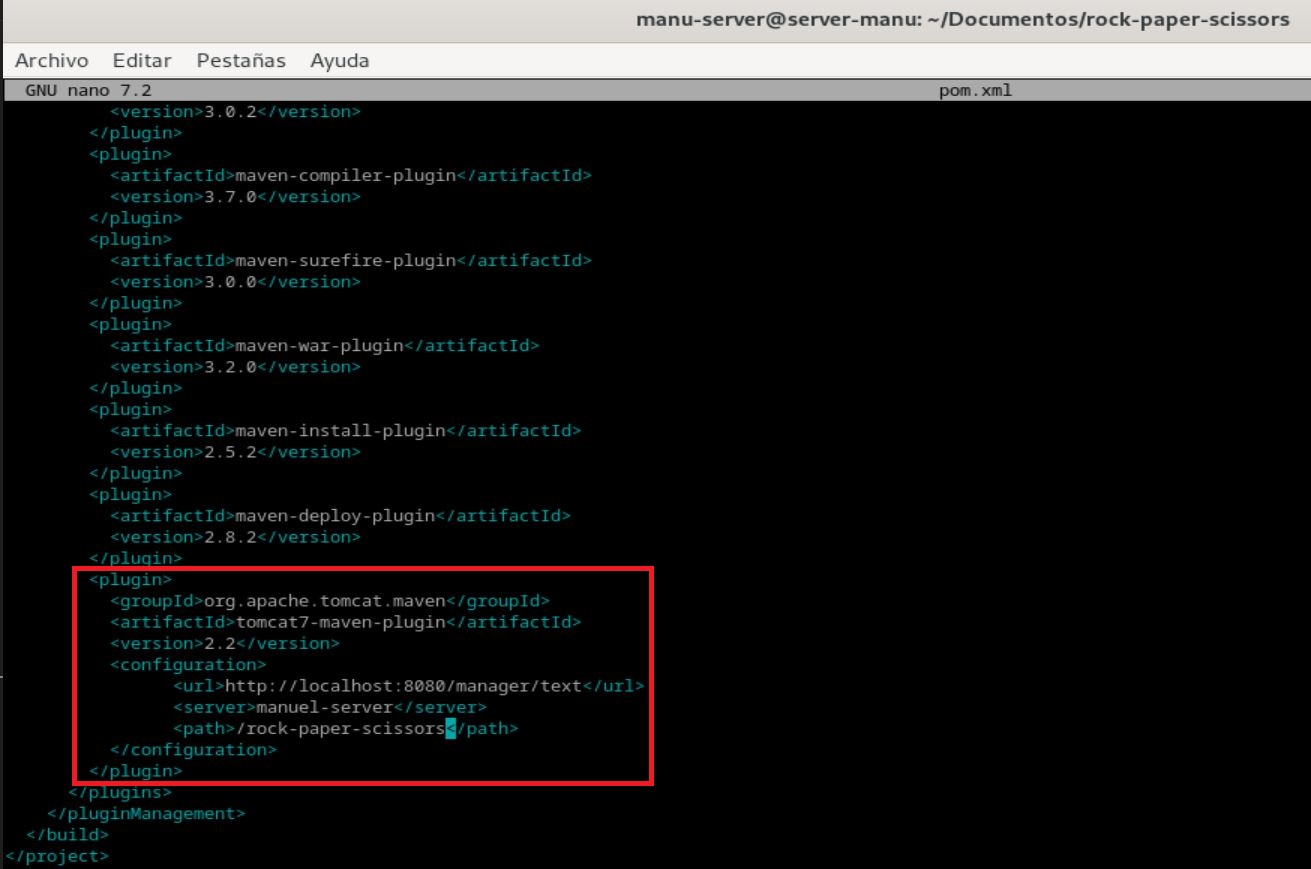 manu-server@server-manu: ~/Documentos/rock-paper-scissors
Archivo Editar Pestañas Ayuda
GNU nano 7.2 pom.xml
<version>3.0.2</version>
</plugin>
<plugin>
<artifactId>maven-compiler-plugin</artifactId>
<version>3.7.0</version>
</plugin>
<plugin>
<artifactId>maven-surefire-plugin</artifactId>
<version>3.0.0</version>
</plugin>
<plugin>
<artifactId>maven-war-plugin</artifactId>
<version>3.2.0</version>
</plugin>
<plugin>
<artifactId>maven-install-plugin</artifactId>
<version>2.5.2</version>
</plugin>
<plugin>
<artifactId>maven-deploy-plugin</artifactId>
<version>2.8.2</version>
</plugin>
<plugin>
<groupId>org.apache.tomcat.maven</groupId>
<artifactId>tomcat7-maven-plugin</artifactId>
<version>2.2</version>
<configuration>
<url>http://localhost:8080/manager/text</url>
<server>manuel-server</server>
<path>/rock-paper-scissors</path>
</configuration>
</plugin>
</plugins>
</pluginManagement>
</build>
</project>